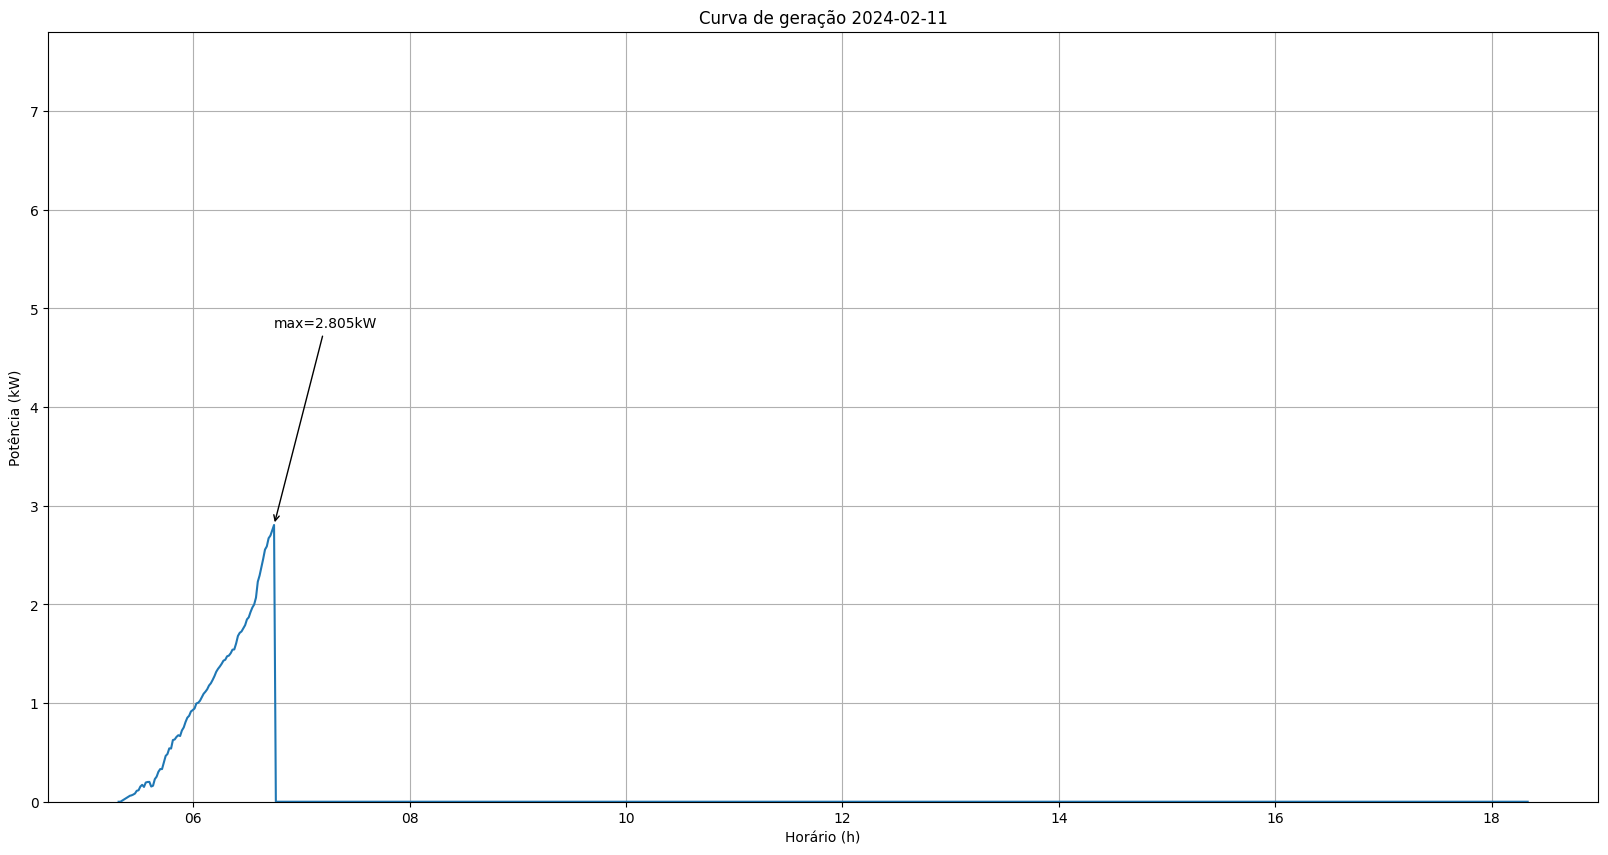 Curva de geração 2024-02-11
7
6
5
4
3
2
1
0
Potência (kW)
max=2.805kW
06 08 10 12 14 16 18
Horário (h)